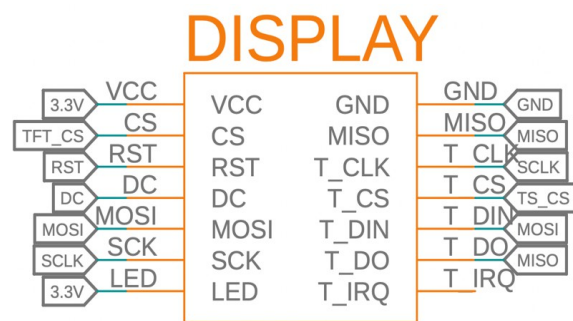 DISPLAY
3.3V VCC VCC GND GND GND
TFT_CS CS CS MISO MISO MISO
RST RST RST T_CLK T_CLK SCLK
DC DC DC T_CS T_CS TS_CS
MOSI MOSI MOSI T_DIN T_DIN MOSI
SCLK SCK SCK T_DO T_DO MISO
3.3V LED LED T_IRQ T_IRQ